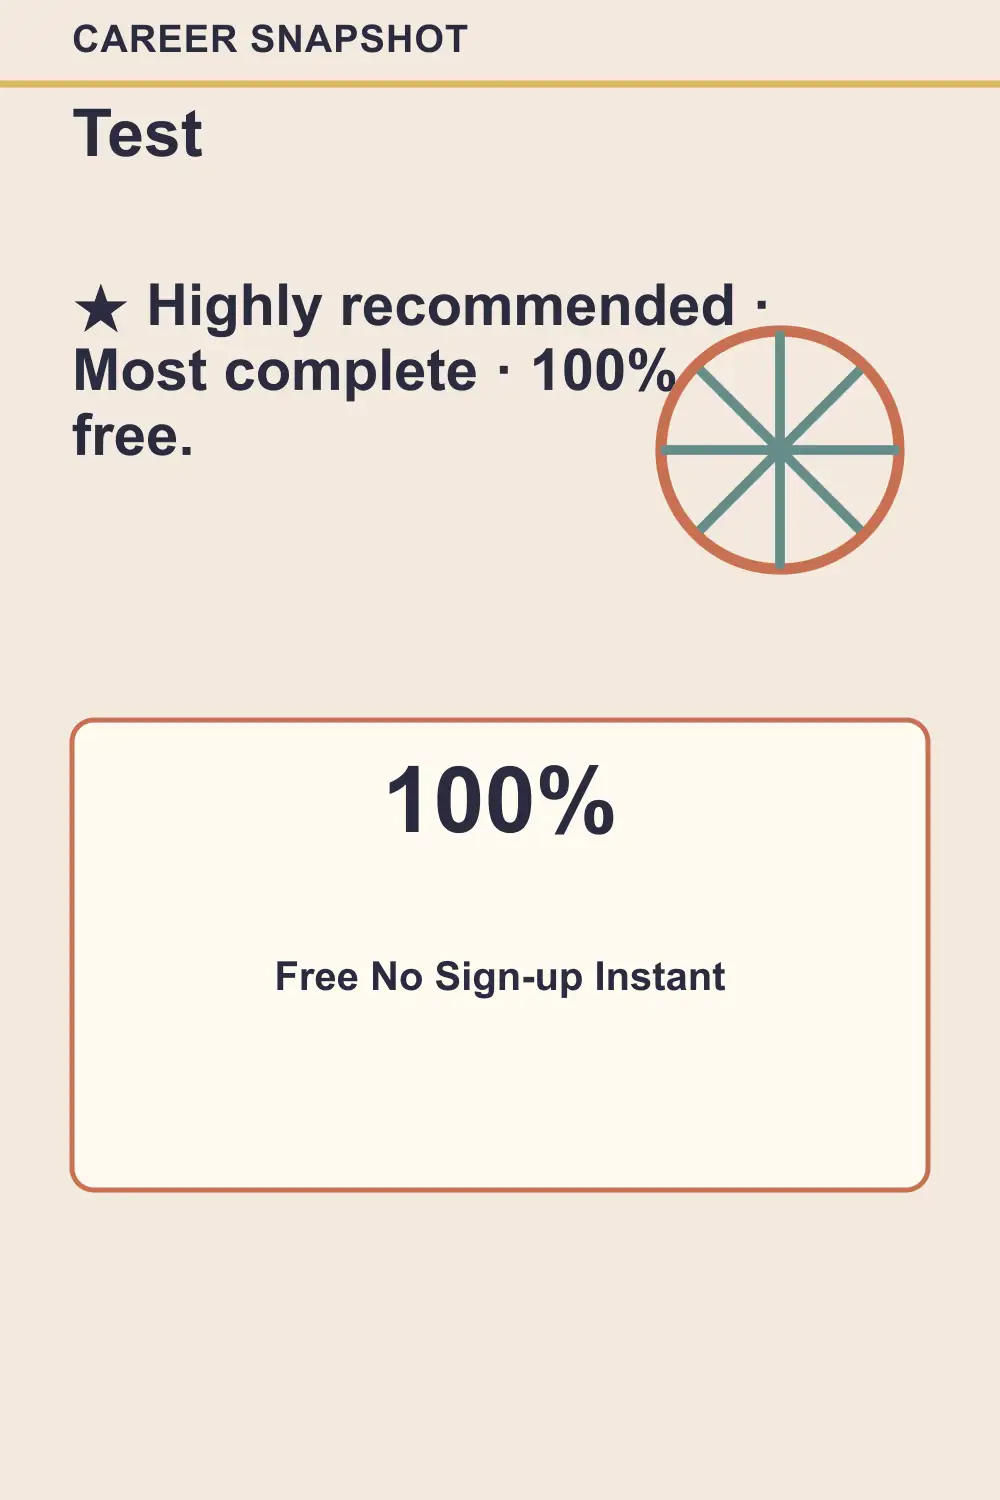 CAREER SNAPSHOT
Test
★ Highly recommended ·
Most complete · 100%
free.
100%
Free No Sign-up Instant